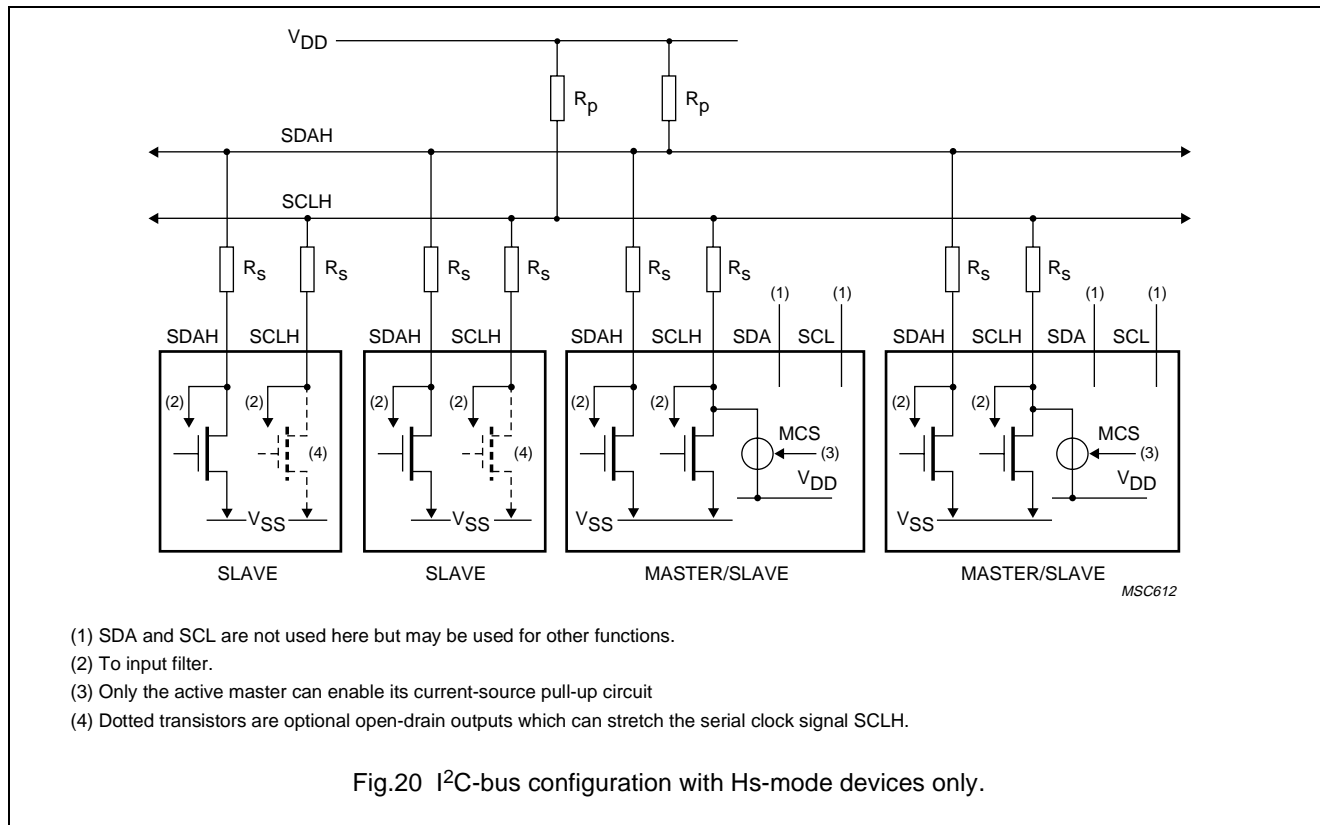 VDD
Rp Rp
SDAH
SCLH
Rs Rs Rs Rs Rs Rs Rs Rs
(1) (1) (1) (1)
SDAH SCLH SDAH SCLH SDAH SCLH SDA SCL SDAH SCLH SDA SCL
(2) (2) (2) (2) (2) (2) (2) (2)
MCS MCS
(4) (4) (3) (3)
VDD VDD
VSS VSS VSS VSS
SLAVE SLAVE MASTER/SLAVE MASTER/SLAVE
MSC612
(1) SDA and SCL are not used here but may be used for other functions.
(2) To input filter.
(3) Only the active master can enable its current-source pull-up circuit
(4) Dotted transistors are optional open-drain outputs which can stretch the serial clock signal SCLH.
Fig.20 I²C-bus configuration with Hs-mode devices only.